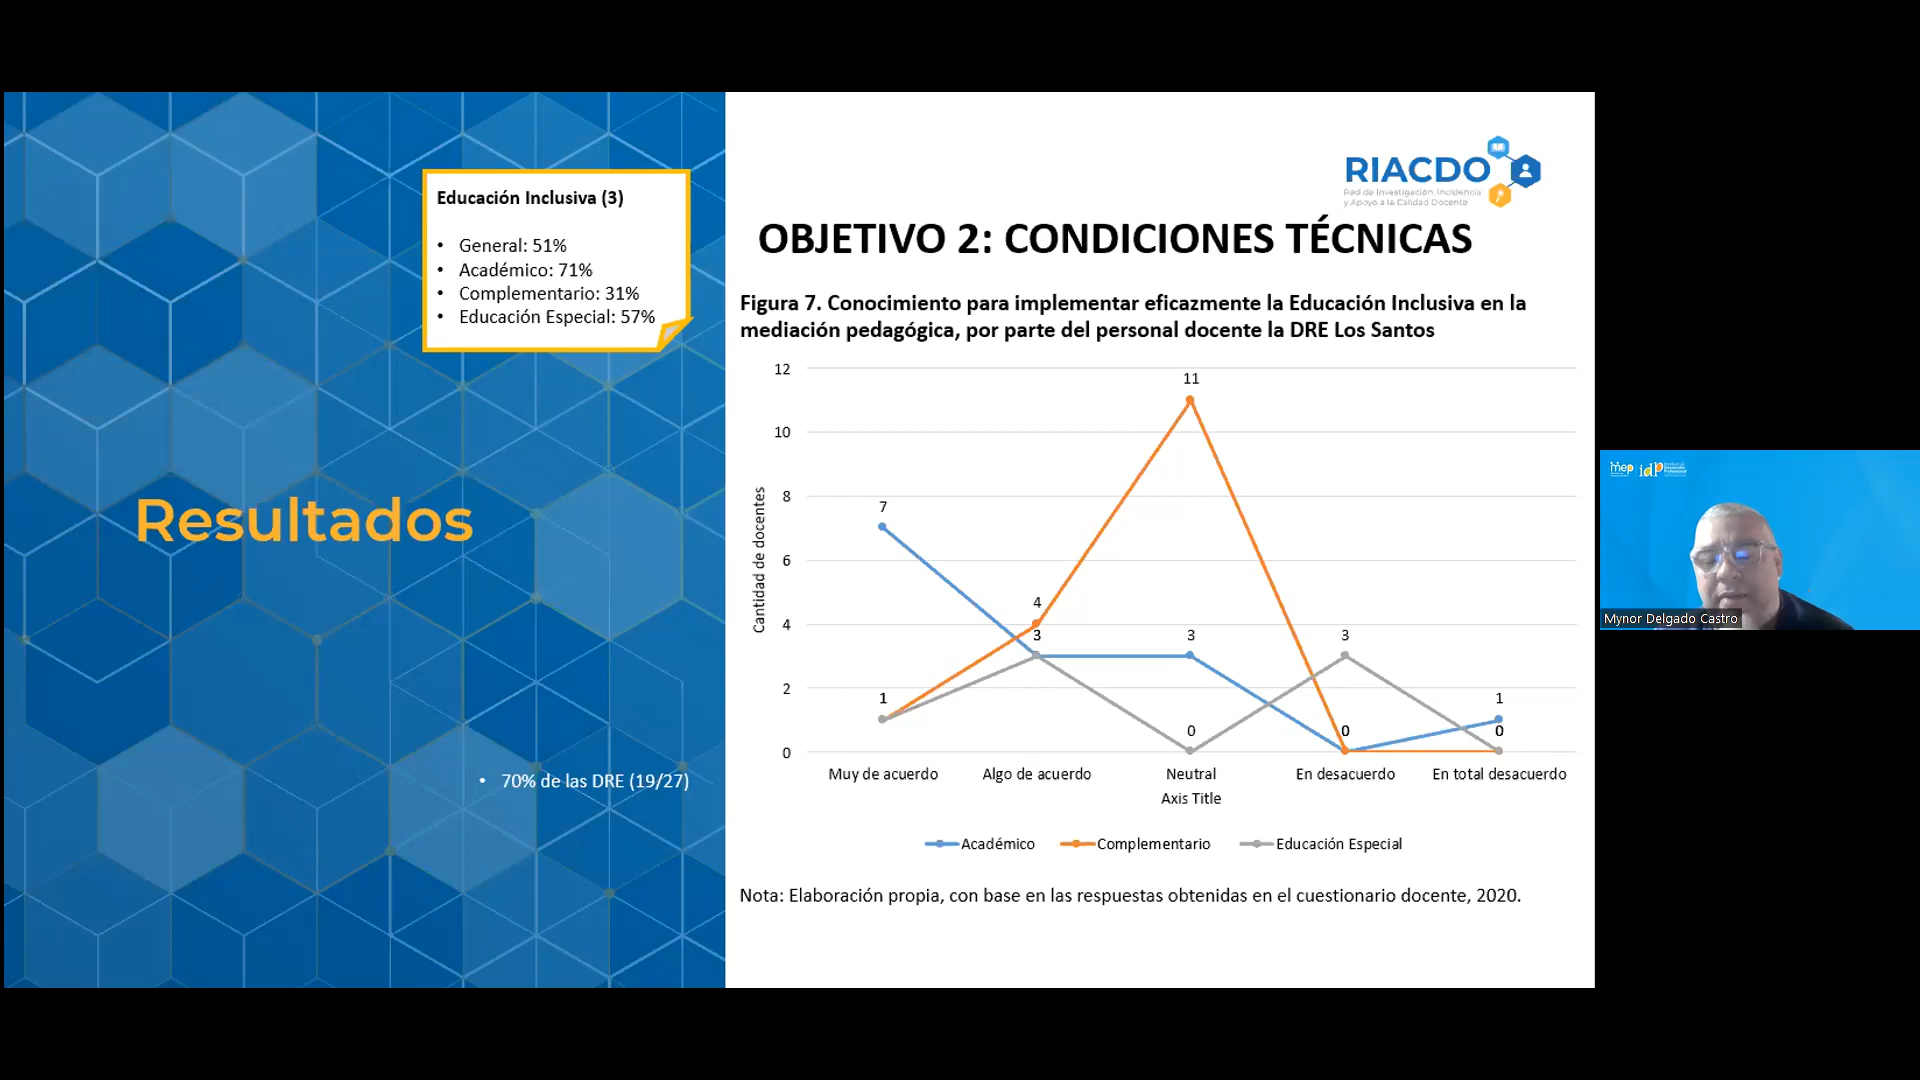 Educación Inclusiva (3)
• General: 51%
• Académico: 71%
• Complementario: 31%
• Educación Especial: 57%
Resultados
• 70% de las DRE (19/27)
RIACDO
Red de Investigación, Incidencia
y Apoyo a la Calidad Docente
OBJETIVO 2: CONDICIONES TÉCNICAS
Figura 7. Conocimiento para implementar eficazmente la Educación Inclusiva en la
mediación pedagógica, por parte del personal docente la DRE Los Santos
Cantidad de docentes
12
10
8
6
4
2
0
7
1
4
3
11
3
0
3
0
1
0
Muy de acuerdo
Algo de acuerdo
Neutral
En desacuerdo
En total desacuerdo
Axis Title
Académico
Complementario
Educación Especial
Nota: Elaboración propia, con base en las respuestas obtenidas en el cuestionario docente, 2020.
mep
idp
Mynor Delgado Castro